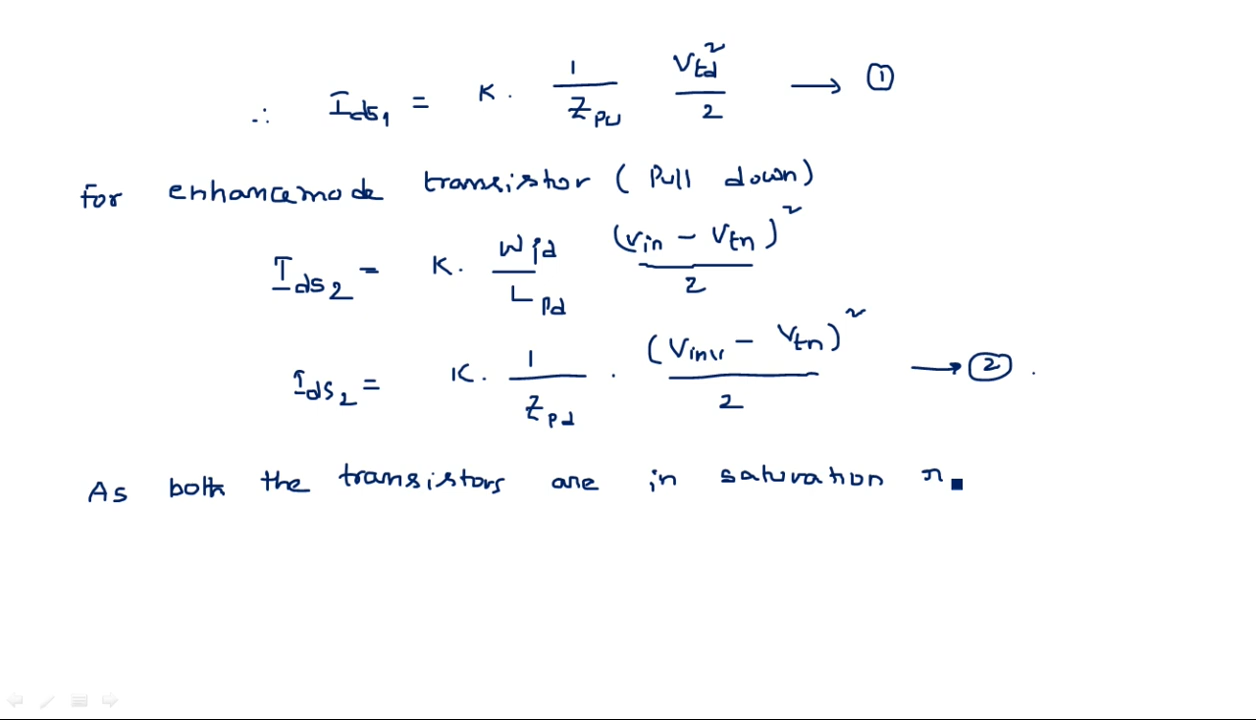 ∴ Ids₁ = K. 1/Zpu Vtd²/2 → ①
for enhancemode transistor ( Pull down)
Ids₂ = K. Wpd/Lpd (Vin - Vtn)²/2
Ids₂ = K. 1/Zpd . (Vinv - Vtn)²/2 → ② .
As both the transistors are in saturation